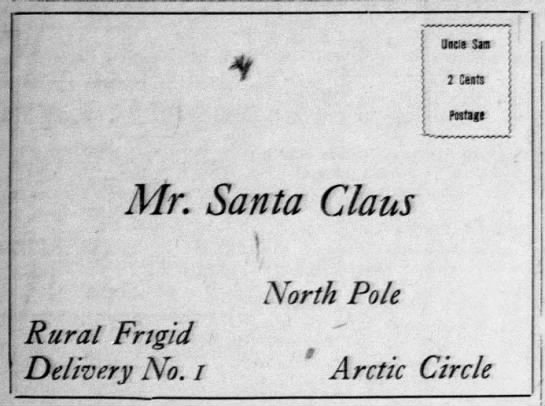 Uncle Sam
2 Cents
Postage
Mr. Santa Claus
North Pole
Rural Frigid
Delivery No. 1
Arctic Circle